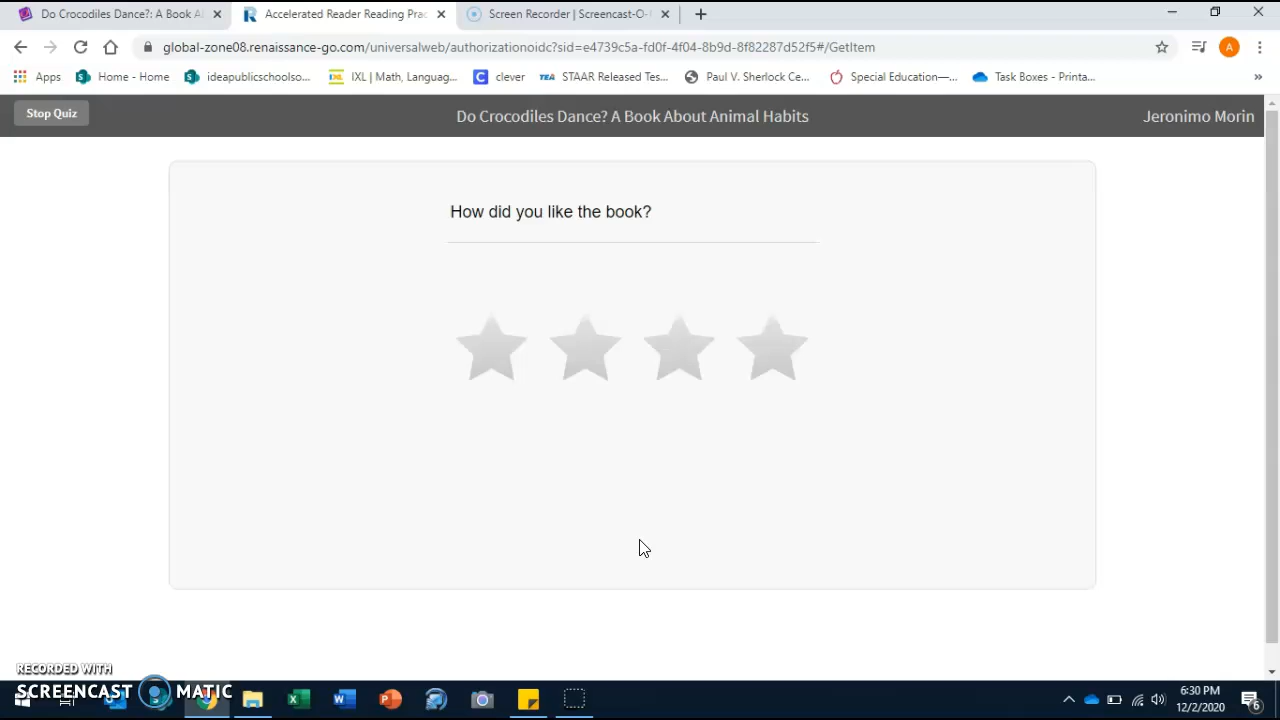 Do Crocodiles Dance?: A Book A
Accelerated Reader Reading Prac
Screen Recorder | Screencast-O-
global-zone08.renaissance-go.com/universalweb/authorizationoidc?sid=e4739c5a-fd0f-4f04-8b9d-8f82287d52f5#/GetItem
A
Apps
Home - Home
ideapublicschoolso...
IXL
IXL | Math, Languag...
C
clever
TEA
STAAR Released Tes...
Paul V. Sherlock Ce...
Special Education—...
Task Boxes - Printa...
»
Stop Quiz
Do Crocodiles Dance? A Book About Animal Habits
Jeronimo Morin
How did you like the book?
RECORDED WITH
SCREENCAST MATIC
6:30 PM
12/2/2020
6